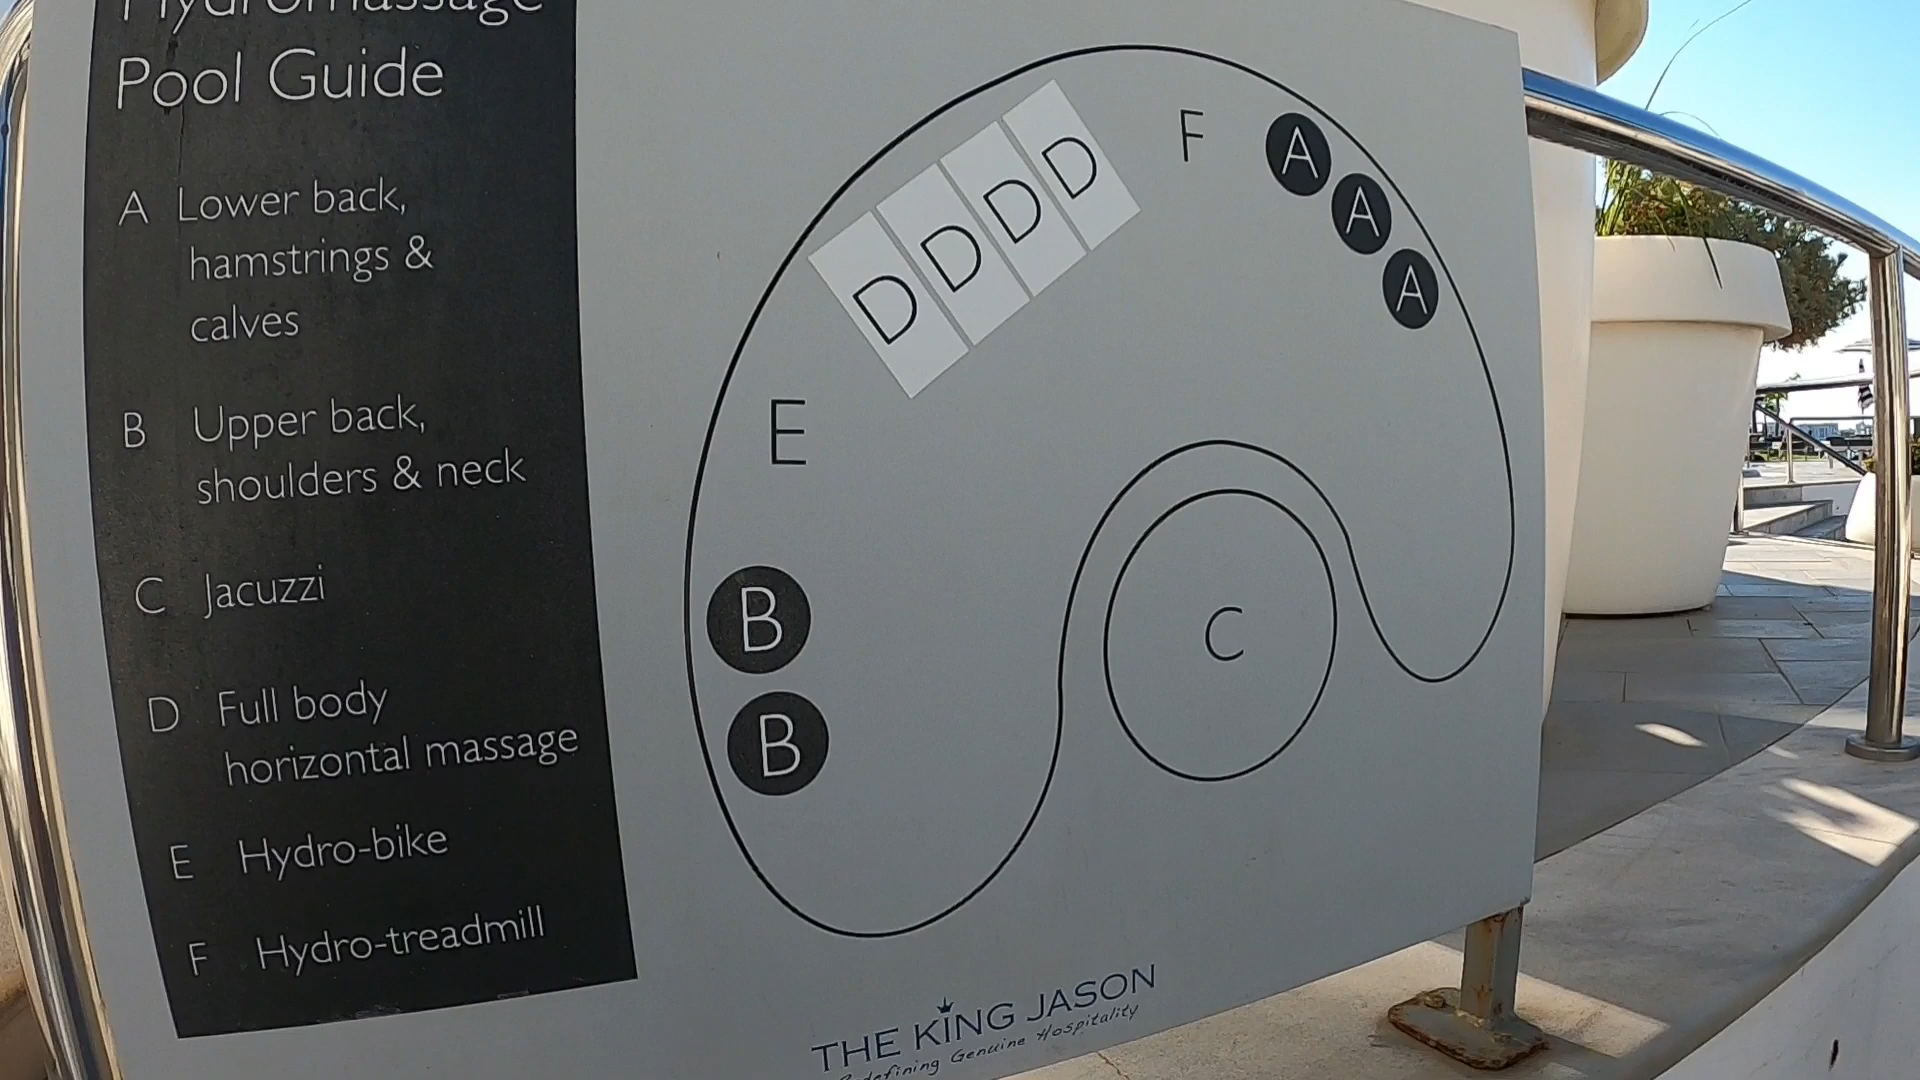 Hydromassage
Pool Guide
A Lower back,
hamstrings &
calves
B Upper back,
shoulders & neck
C Jacuzzi
D Full body
horizontal massage
E Hydro-bike
F Hydro-treadmill
D
D
D
D
F
A
A
A
E
B
B
C
THE KING JASON
Redefining Genuine Hospitality